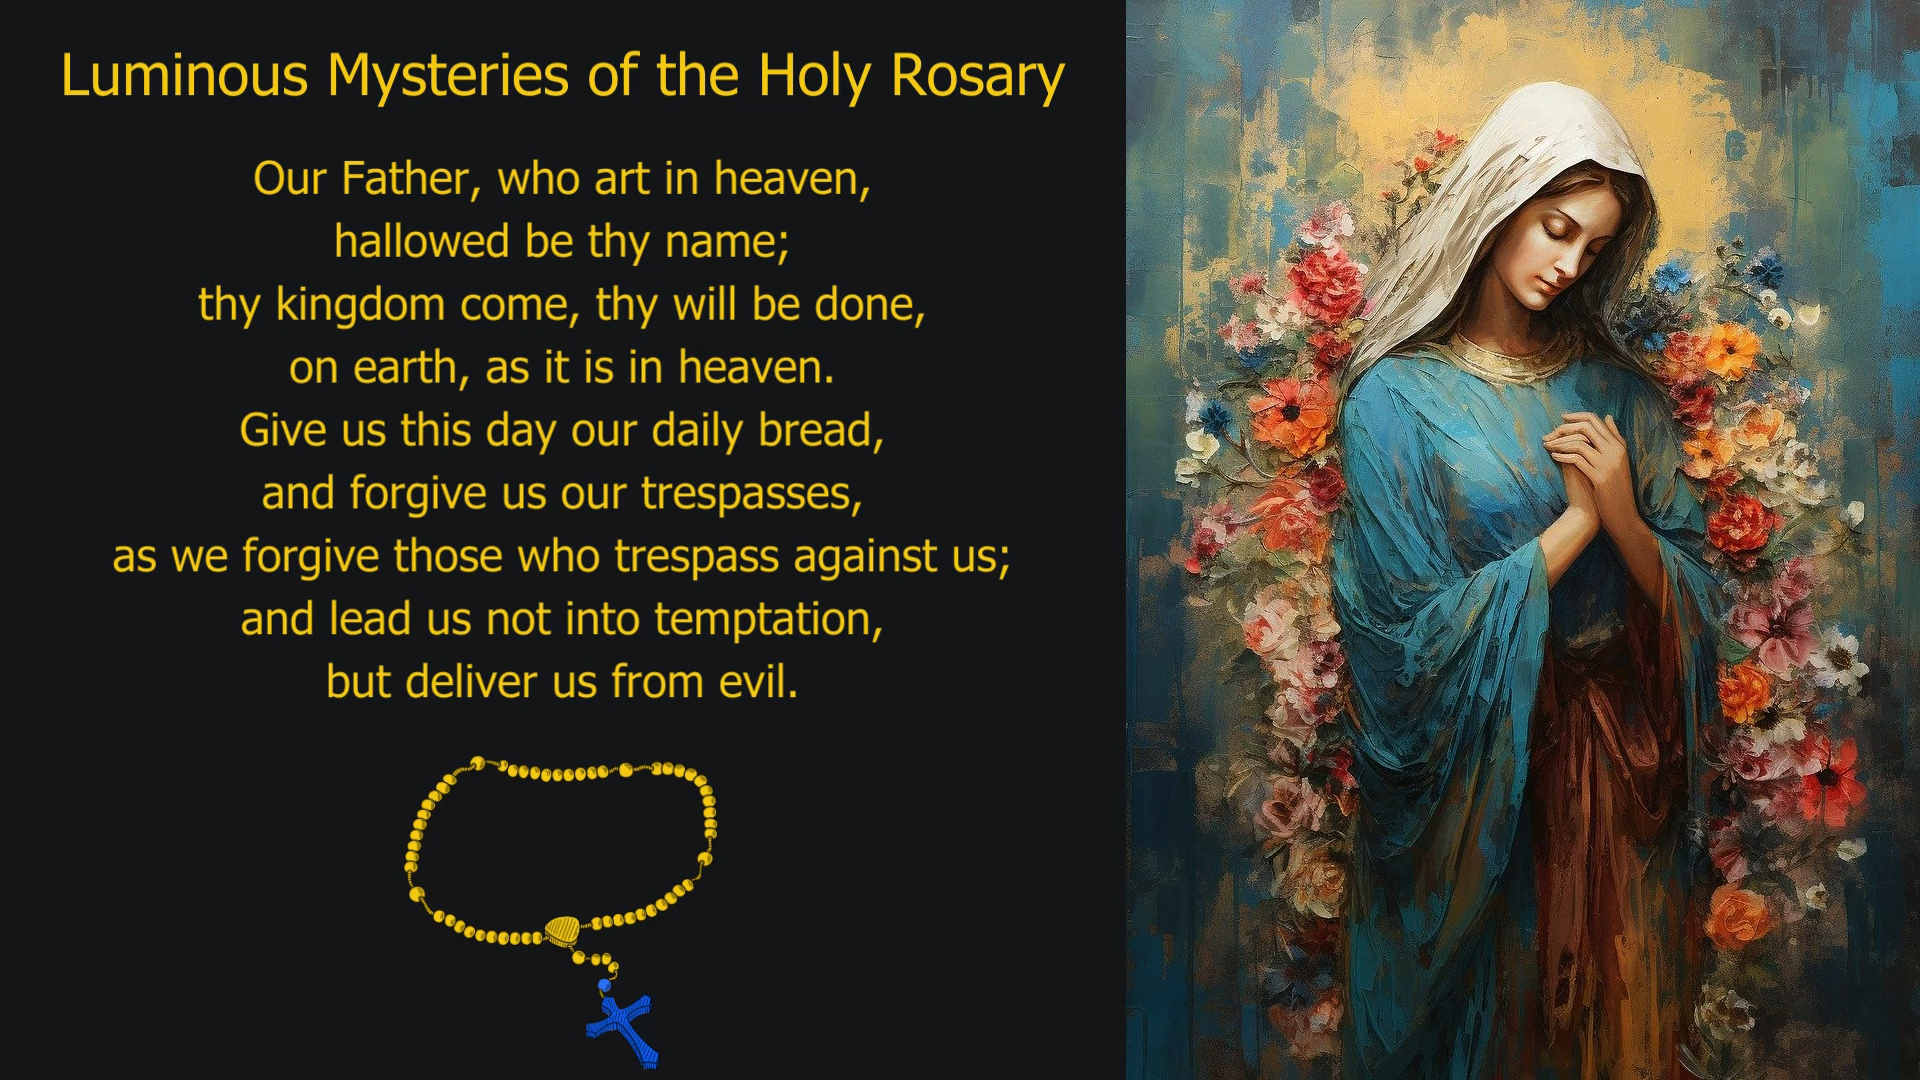 Luminous Mysteries of the Holy Rosary
Our Father, who art in heaven,
hallowed be thy name;
thy kingdom come, thy will be done,
on earth, as it is in heaven.
Give us this day our daily bread,
and forgive us our trespasses,
as we forgive those who trespass against us;
and lead us not into temptation,
but deliver us from evil.